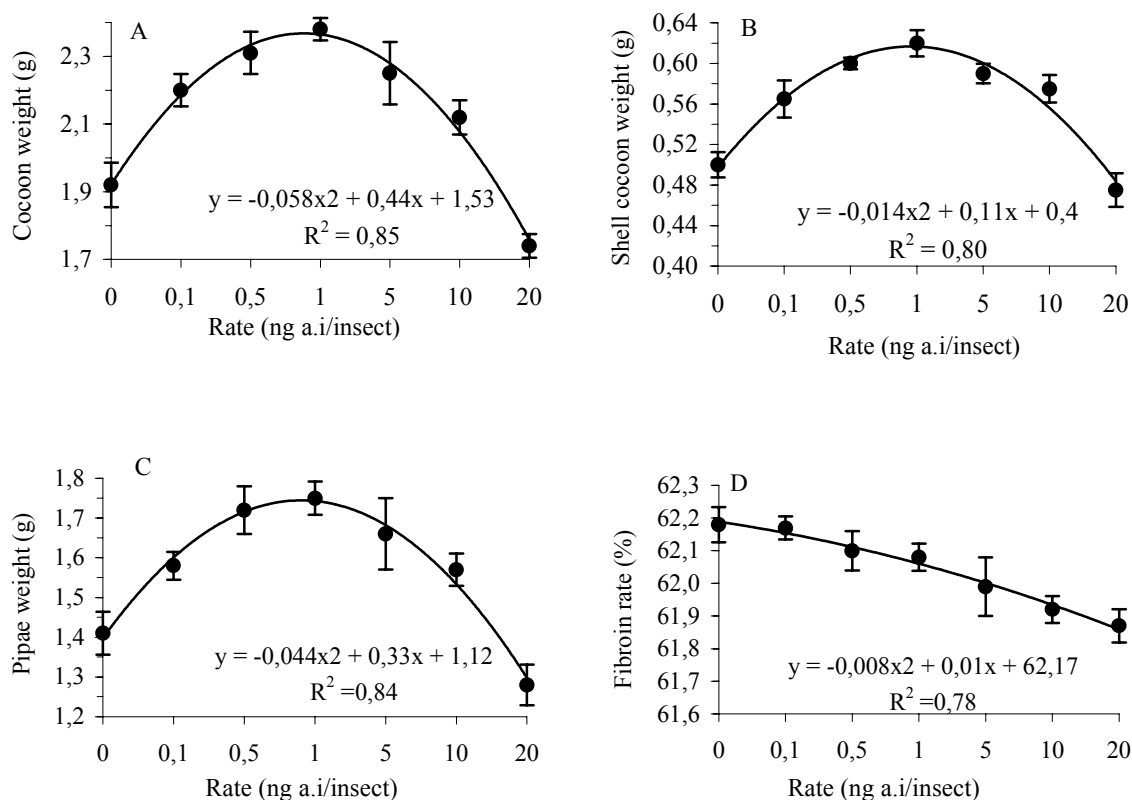 A
Cocoon weight (g)
2,3
2,1
1,9
1,7
y = -0,058x2 + 0,44x + 1,53
R2 = 0,85
0 0,1 0,5 1 5 10 20
Rate (ng a.i/insect)
B
Shell cocoon weight (g)
0,64
0,60
0,56
0,52
0,48
0,44
0,40
y = -0,014x2 + 0,11x + 0,4
R2 = 0,80
0 0,1 0,5 1 5 10 20
Rate (ng a.i/insect)
C
Pipae weight (g)
1,8
1,7
1,6
1,5
1,4
1,3
1,2
y = -0,044x2 + 0,33x + 1,12
R2 =0,84
0 0,1 0,5 1 5 10 20
Rate (ng a.i/insect)
D
Fibroin rate (%)
62,3
62,2
62,1
62,0
61,9
61,8
61,7
61,6
y = -0,008x2 + 0,01x + 62,17
R2 =0,78
0 0,1 0,5 1 5 10 20
Rate (ng a.i/insect)